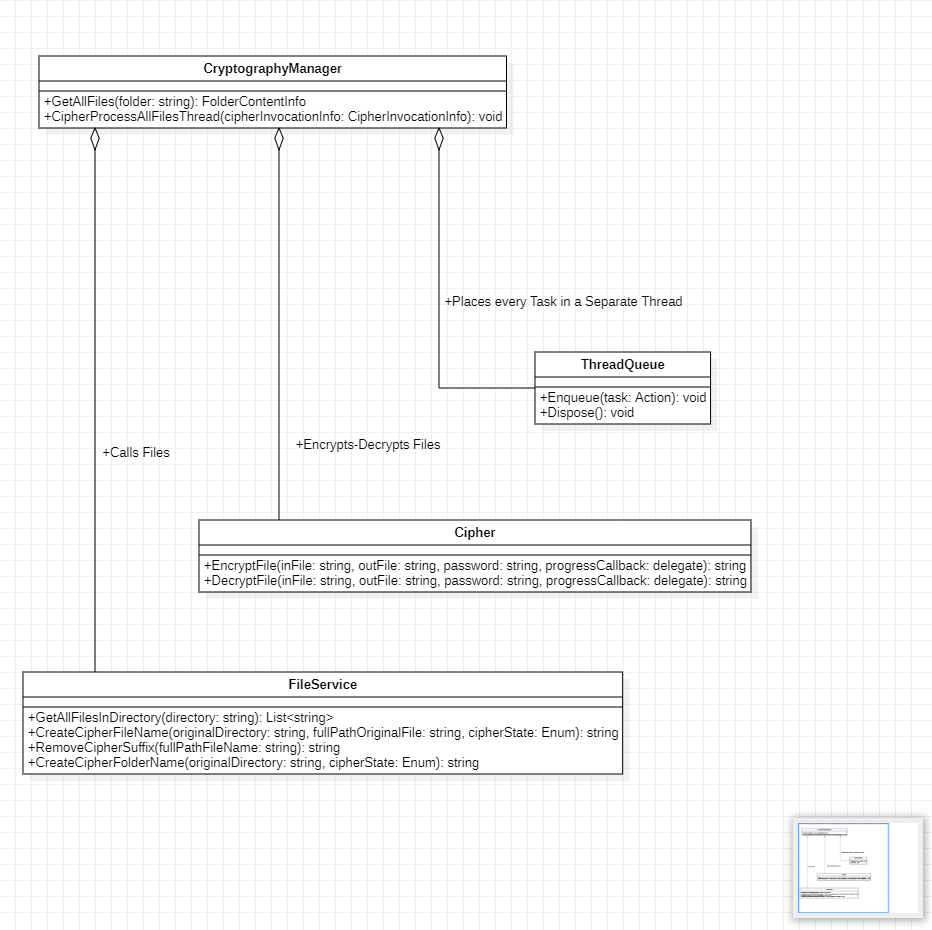 CryptographyManager
+GetAllFiles(folder: string): FolderContentInfo
+CipherProcessAllFilesThread(cipherInvocationInfo: CipherInvocationInfo): void
+Places every Task in a Separate Thread
ThreadQueue
+Enqueue(task: Action): void
+Dispose(): void
+Calls Files
+Encrypts-Decrypts Files
Cipher
+EncryptFile(inFile: string, outFile: string, password: string, progressCallback: delegate): string
+DecryptFile(inFile: string, outFile: string, password: string, progressCallback: delegate): string
FileService
+GetAllFilesInDirectory(directory: string): List<string>
+CreateCipherFileName(originalDirectory: string, fullPathOriginalFile: string, cipherState: Enum): string
+RemoveCipherSuffix(fullPathFileName: string): string
+CreateCipherFolderName(originalDirectory: string, cipherState: Enum): string